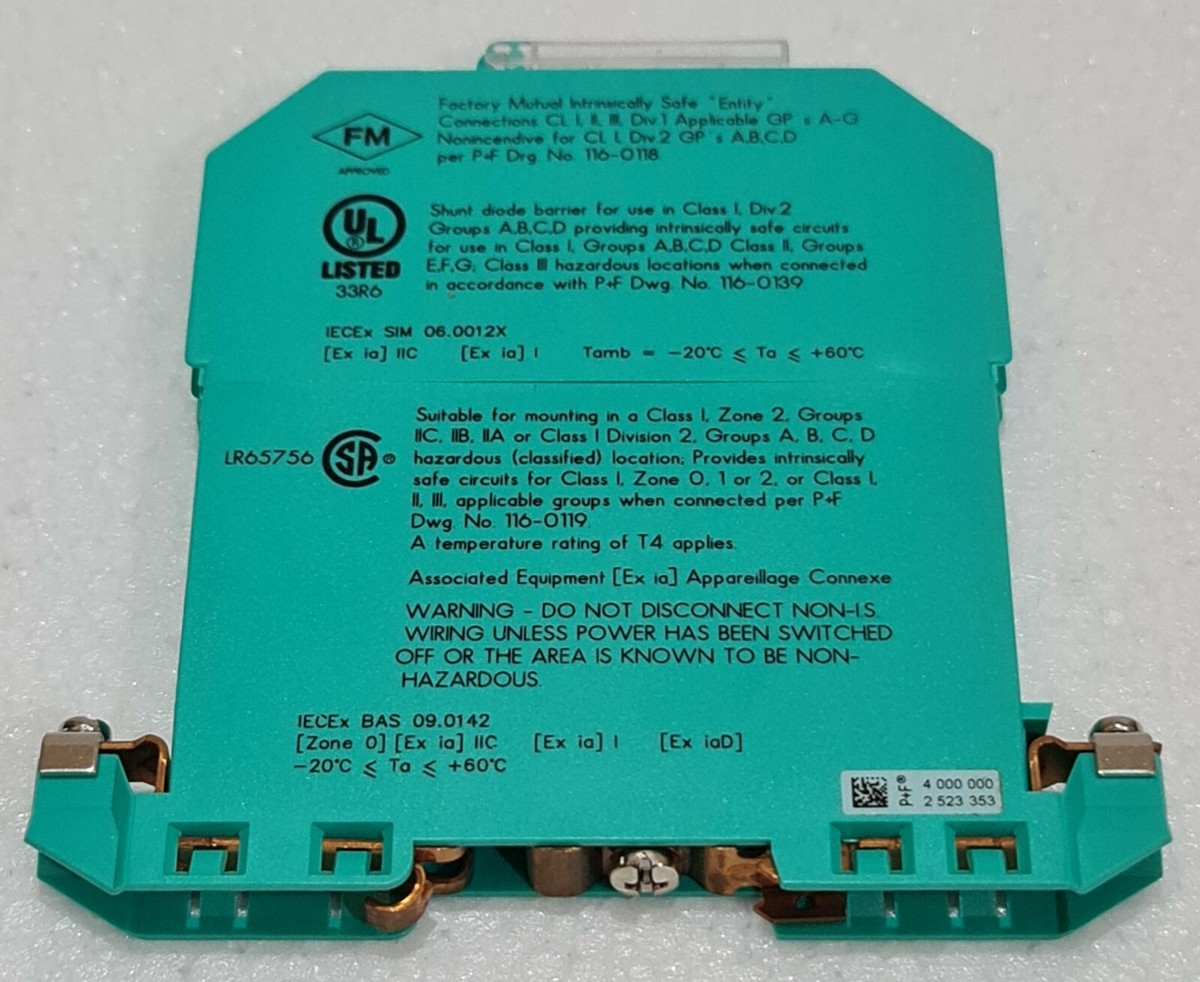 Factory Mutual Intrinsically Safe "Entity"
Connections CL I, II, III, Div.1 Applicable GP's A-G
Nonincendive for CL I, Div.2 GP's A,B,C,D
per P+F Drg. No. 116-0118
FM
APPROVED
UL
®
LISTED
33R6
Shunt diode barrier for use in Class I, Div.2
Groups A,B,C,D providing intrinsically safe circuits
for use in Class I, Groups A,B,C,D Class II, Groups
E,F,G, Class III hazardous locations when connected
in accordance with P+F Dwg. No. 116-0139
IECEx SIM 06.0012X
[Ex ia] IIC [Ex ia] I Tamb = -20°C ≤ Ta ≤ +60°C
LR65756 SA ®
Suitable for mounting in a Class I, Zone 2, Groups
IIC, IIB, IIA or Class I Division 2, Groups A, B, C, D
hazardous (classified) location; Provides intrinsically
safe circuits for Class I, Zone 0, 1 or 2, or Class I,
II, III, applicable groups when connected per P+F
Dwg. No. 116-0119.
A temperature rating of T4 applies.
Associated Equipment [Ex ia] Appareillage Connexe
WARNING - DO NOT DISCONNECT NON-I.S.
WIRING UNLESS POWER HAS BEEN SWITCHED
OFF OR THE AREA IS KNOWN TO BE NON-
HAZARDOUS.
IECEx BAS 09.0142
[Zone 0] [Ex ia] IIC [Ex ia] I [Ex iaD]
-20°C ≤ Ta ≤ +60°C
P+F®
4 000 000
2 523 353